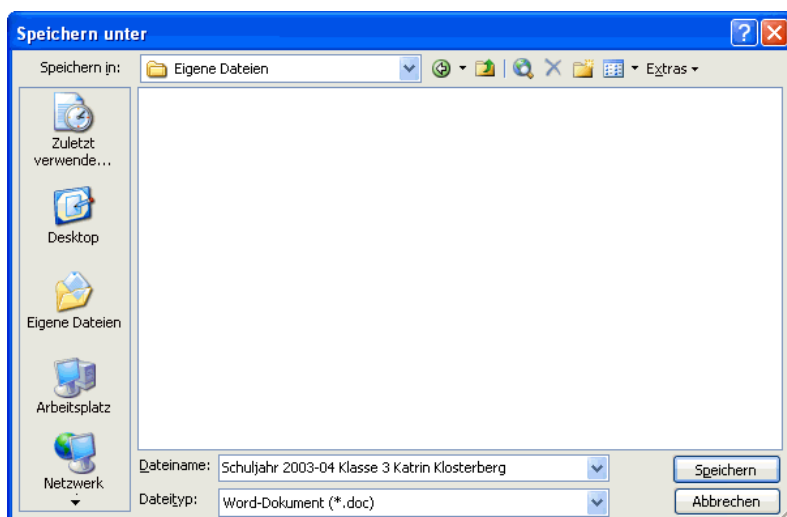 Speichern unter
Speichern in:
Eigene Dateien
Extras
Zuletzt
verwende...
Desktop
Eigene Dateien
Arbeitsplatz
Netzwerk
Dateiname:
Schuljahr 2003-04 Klasse 3 Katrin Klosterberg
Speichern
Dateityp:
Word-Dokument (*.doc)
Abbrechen